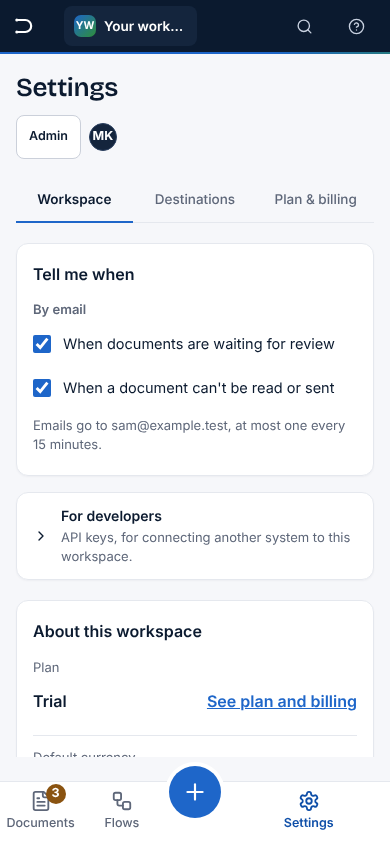 YW Your work...
Settings
Admin MK
Workspace Destinations Plan & billing
Tell me when
By email
When documents are waiting for review
When a document can't be read or sent
Emails go to sam@example.test, at most one every
15 minutes.
For developers
API keys, for connecting another system to this
workspace.
About this workspace
Plan
Trial See plan and billing
Default currency
3
Documents Flows Settings